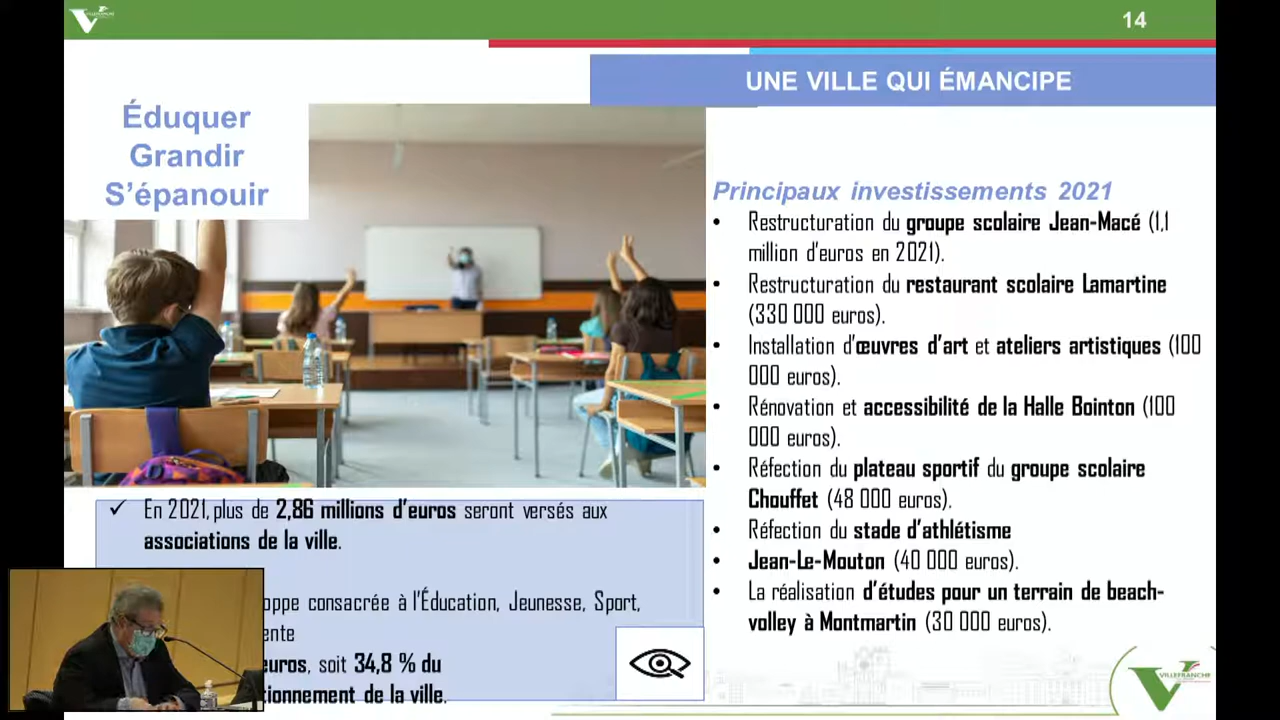 VILLEFRANCHE
14
UNE VILLE QUI ÉMANCIPE
Éduquer
Grandir
S'épanouir
Principaux investissements 2021
• Restructuration du groupe scolaire Jean-Macé (1,1
million d'euros en 2021).
• Restructuration du restaurant scolaire Lamartine
(330 000 euros).
• Installation d'œuvres d'art et ateliers artistiques (100
000 euros).
• Rénovation et accessibilité de la Halle Bointon (100
000 euros).
• Réfection du plateau sportif du groupe scolaire
Chouffet (48 000 euros).
• Réfection du stade d'athlétisme
• Jean-Le-Mouton (40 000 euros).
• La réalisation d'études pour un terrain de beach-
volley à Montmartin (30 000 euros).
✓ En 2021, plus de 2,86 millions d'euros seront versés aux
associations de la ville.
oppe consacrée à l'Éducation, Jeunesse, Sport,
ente
euros, soit 34,8 % du
tionnement de la ville.
VILLEFRANCHE